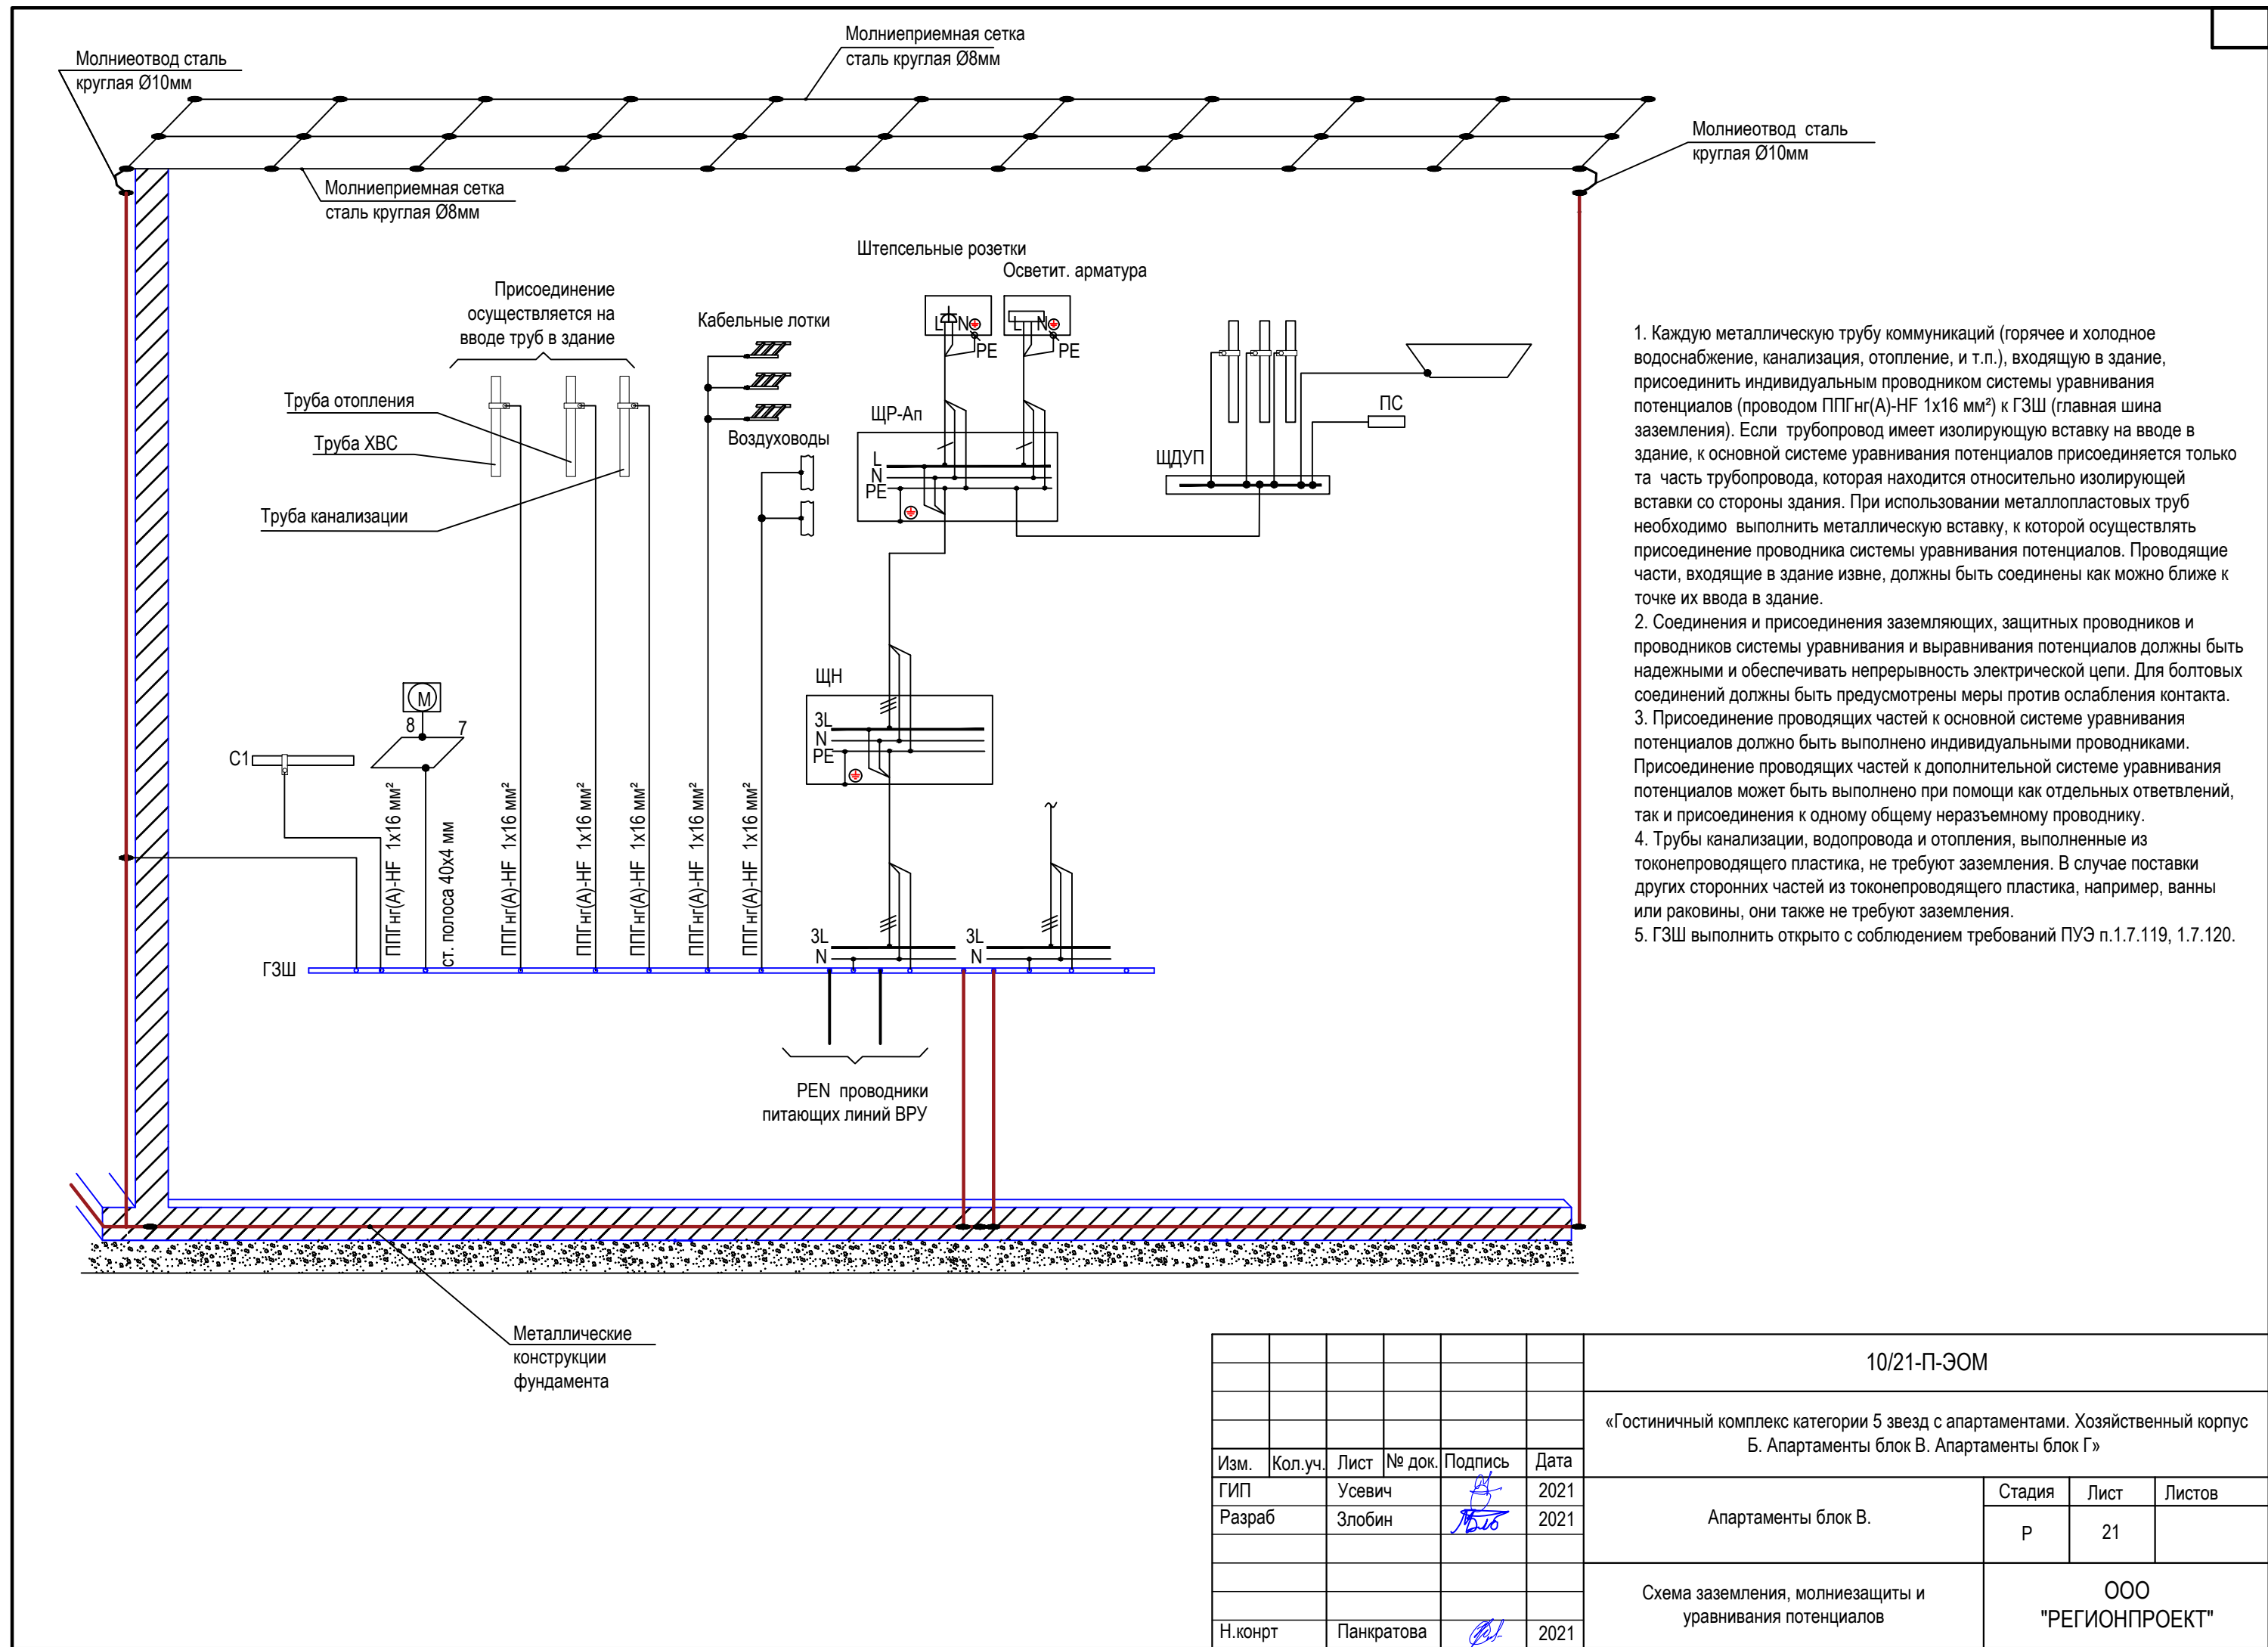 Молниеотвод сталь
круглая Ø10мм
Молниеприемная сетка
сталь круглая Ø8мм
Молниеотвод сталь
круглая Ø10мм
Молниеприемная сетка
сталь круглая Ø8мм
Штепсельные розетки
Осветит. арматура
Присоединение
осуществляется на
вводе труб в здание
Кабельные лотки
L N
PE
L N
PE
Труба отопления
Труба ХВС
Труба канализации
Воздуховоды
ЩР-Ап
L
N
PE
ЩДУП
ПС
ЩН
3L
N
PE
М
8
7
С1
ППГнг(А)-HF 1х16 мм²
ст. полоса 40х4 мм
ППГнг(А)-HF 1х16 мм²
ППГнг(А)-HF 1х16 мм²
ППГнг(А)-HF 1х16 мм²
ППГнг(А)-HF 1х16 мм²
ППГнг(А)-HF 1х16 мм²
3L
N
3L
N
ГЗШ
PEN проводники
питающих линий ВРУ
Металлические
конструкции
фундамента
1. Каждую металлическую трубу коммуникаций (горячее и холодное
водоснабжение, канализация, отопление, и т.п.), входящую в здание,
присоединить индивидуальным проводником системы уравнивания
потенциалов (проводом ППГнг(А)-HF 1х16 мм²) к ГЗШ (главная шина
заземления). Если трубопровод имеет изолирующую вставку на вводе в
здание, к основной системе уравнивания потенциалов присоединяется только
та часть трубопровода, которая находится относительно изолирующей
вставки со стороны здания. При использовании металлопластовых труб
необходимо выполнить металлическую вставку, к которой осуществлять
присоединение проводника системы уравнивания потенциалов. Проводящие
части, входящие в здание извне, должны быть соединены как можно ближе к
точке их ввода в здание.
2. Соединения и присоединения заземляющих, защитных проводников и
проводников системы уравнивания и выравнивания потенциалов должны быть
надежными и обеспечивать непрерывность электрической цепи. Для болтовых
соединений должны быть предусмотрены меры против ослабления контакта.
3. Присоединение проводящих частей к основной системе уравнивания
потенциалов должно быть выполнено индивидуальными проводниками.
Присоединение проводящих частей к дополнительной системе уравнивания
потенциалов может быть выполнено при помощи как отдельных ответвлений,
так и присоединения к одному общему неразъемному проводнику.
4. Трубы канализации, водопровода и отопления, выполненные из
токонепроводящего пластика, не требуют заземления. В случае поставки
других сторонних частей из токонепроводящего пластика, например, ванны
или раковины, они также не требуют заземления.
5. ГЗШ выполнить открыто с соблюдением требований ПУЭ п.1.7.119, 1.7.120.
10/21-П-ЭОМ
«Гостиничный комплекс категории 5 звезд с апартаментами. Хозяйственный корпус
Б. Апартаменты блок В. Апартаменты блок Г»
Изм. Кол.уч. Лист № док. Подпись Дата
ГИП Усевич 2021
Разраб Злобин 2021
Н.конрт Панкратова 2021
Апартаменты блок В.
Стадия Лист Листов
Р 21
Схема заземления, молниезащиты и
уравнивания потенциалов
ООО
"РЕГИОНПРОЕКТ"